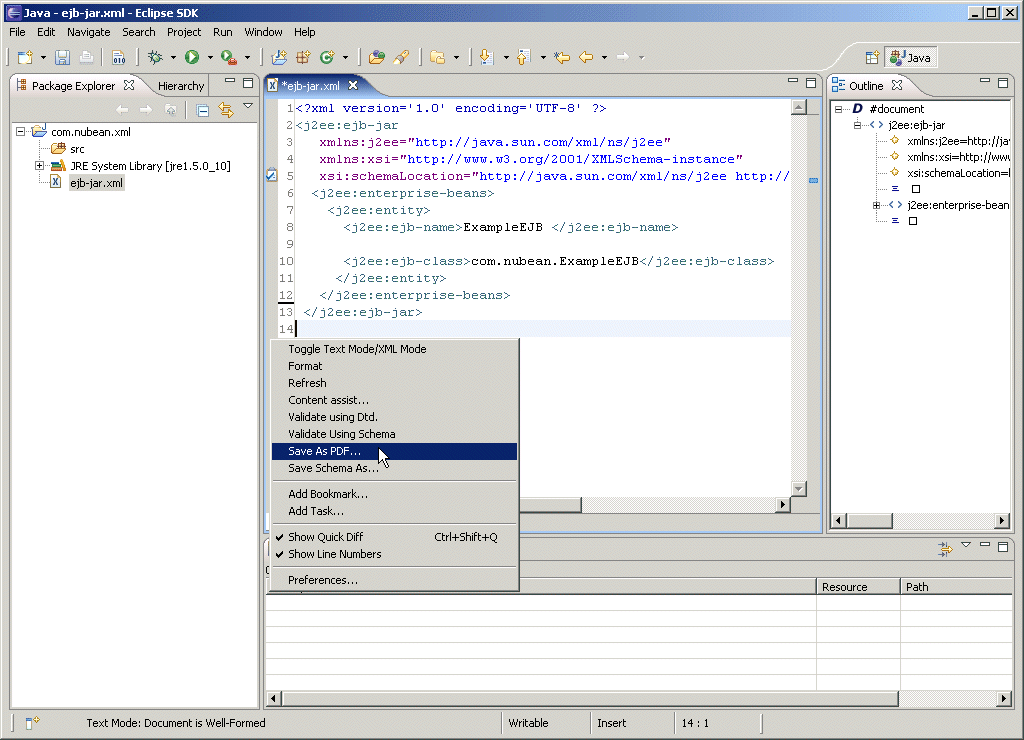 Java - ejb-jar.xml - Eclipse SDK
File Edit Navigate Search Project Run Window Help
Java
Package Explorer Hierarchy
com.nubean.xml
src
JRE System Library [jre1.5.0_10]
ejb-jar.xml
*ejb-jar.xml
1 <?xml version='1.0' encoding='UTF-8' ?>
2 <j2ee:ejb-jar
3 xmlns:j2ee="http://java.sun.com/xml/ns/j2ee"
4 xmlns:xsi="http://www.w3.org/2001/XMLSchema-instance"
5 xsi:schemaLocation="http://java.sun.com/xml/ns/j2ee http://
6 <j2ee:enterprise-beans>
7 <j2ee:entity>
8 <j2ee:ejb-name>ExampleEJB </j2ee:ejb-name>
9
10 <j2ee:ejb-class>com.nubean.ExampleEJB</j2ee:ejb-class>
11 </j2ee:entity>
12 </j2ee:enterprise-beans>
13 </j2ee:ejb-jar>
14
Toggle Text Mode/XML Mode
Format
Refresh
Content assist...
Validate using Dtd.
Validate Using Schema
Save As PDF...
Save Schema As...
Add Bookmark...
Add Task...
Show Quick Diff Ctrl+Shift+Q
Show Line Numbers
Preferences...
Outline
#document
j2ee:ejb-jar
xmlns:j2ee=http://jav
xmlns:xsi=http://www
xsi:schemaLocation=
j2ee:enterprise-bean
Resource Path
Text Mode: Document is Well-Formed Writable Insert 14 : 1